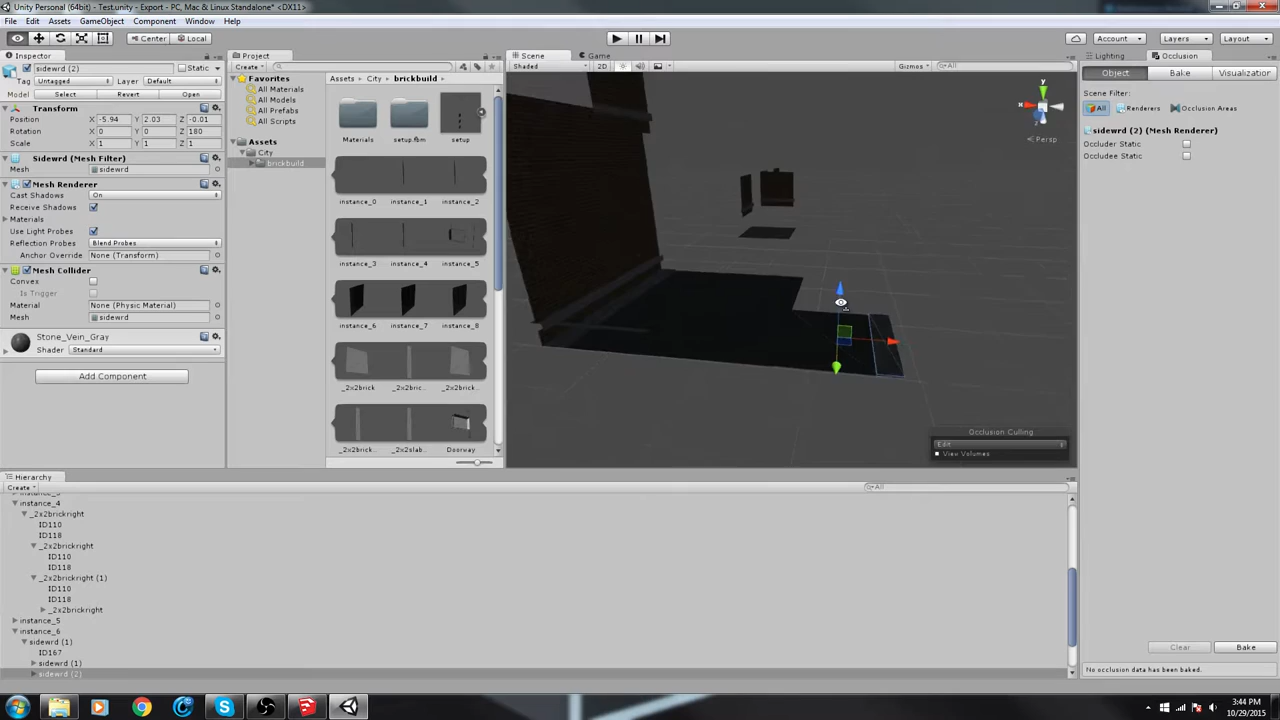 Unity Personal (64bit) - Test.unity - Export - PC, Mac & Linux Standalone* <DX11>
File Edit Assets GameObject Component Window Help
Center Local Account Layers Layout
Inspector
sidewrd (2) Static
Tag Untagged Layer Default
Model Select Revert Open
Transform
Position X -5.94 Y 2.03 Z -0.01
Rotation X 0 Y 0 Z 180
Scale X 1 Y 1 Z 1
Sidewrd (Mesh Filter)
Mesh sidewrd
Mesh Renderer
Cast Shadows On
Receive Shadows
Materials
Use Light Probes
Reflection Probes Blend Probes
Anchor Override None (Transform)
Mesh Collider
Convex
Is Trigger
Material None (Physic Material)
Mesh sidewrd
Stone_Vein_Gray
Shader Standard
Add Component
Project
Create
Favorites
All Materials
All Models
All Prefabs
All Scripts
Assets
City
brickbuild
Assets City brickbuild
Materials setup.fbm setup
instance_0 instance_1 instance_2
instance_3 instance_4 instance_5
instance_6 instance_7 instance_8
_2x2brick _2x2bric.. _2x2brick..
_2x2brick.. _2x2slab.. Doorway
Scene Game
Shaded 2D Gizmos All
y
x
Persp
Occlusion Culling
Edit
View Volumes
Lighting Occlusion
Object Bake Visualization
Scene Filter:
All Renderers Occlusion Areas
sidewrd (2) (Mesh Renderer)
Occluder Static
Occludee Static
Clear Bake
No occlusion data has been baked.
Hierarchy
Create All
instance_3
instance_4
_2x2brickright
ID110
ID118
_2x2brickright
ID110
ID118
_2x2brickright (1)
ID110
ID118
_2x2brickright
instance_5
instance_6
sidewrd (1)
ID167
sidewrd (1)
sidewrd (2)
3:44 PM
10/29/2015